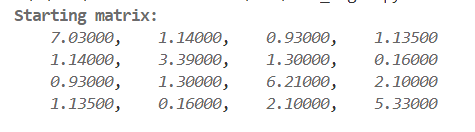 Starting matrix:
7.03000, 1.14000, 0.93000, 1.13500
1.14000, 3.39000, 1.30000, 0.16000
0.93000, 1.30000, 6.21000, 2.10000
1.13500, 0.16000, 2.10000, 5.33000